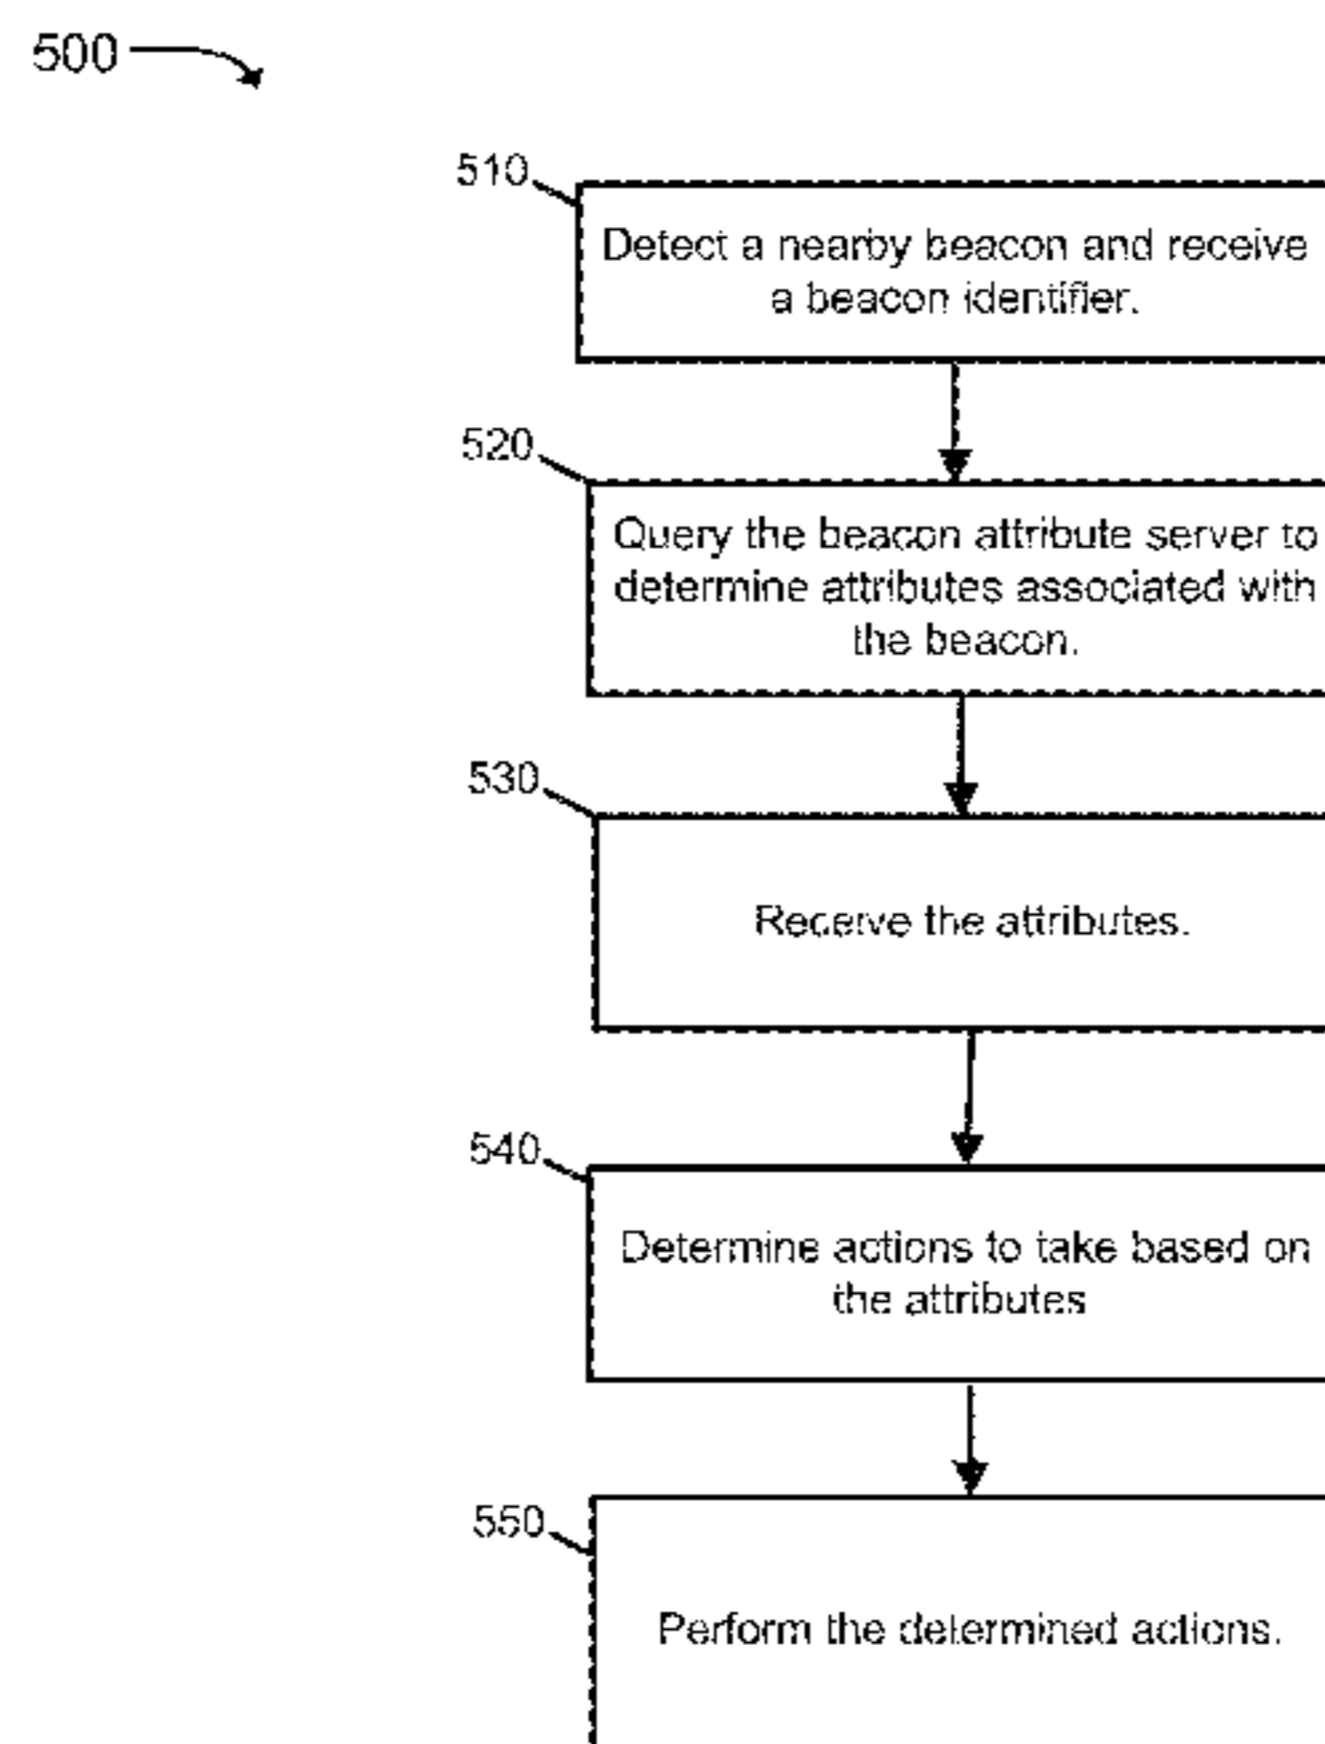 500
510
Detect a nearby beacon and receive
a beacon identifier.
520
Query the beacon attribute server to
determine attributes associated with
the beacon.
530
Receive the attributes.
540
Determine actions to take based on
the attributes
550
Perform the determined actions.